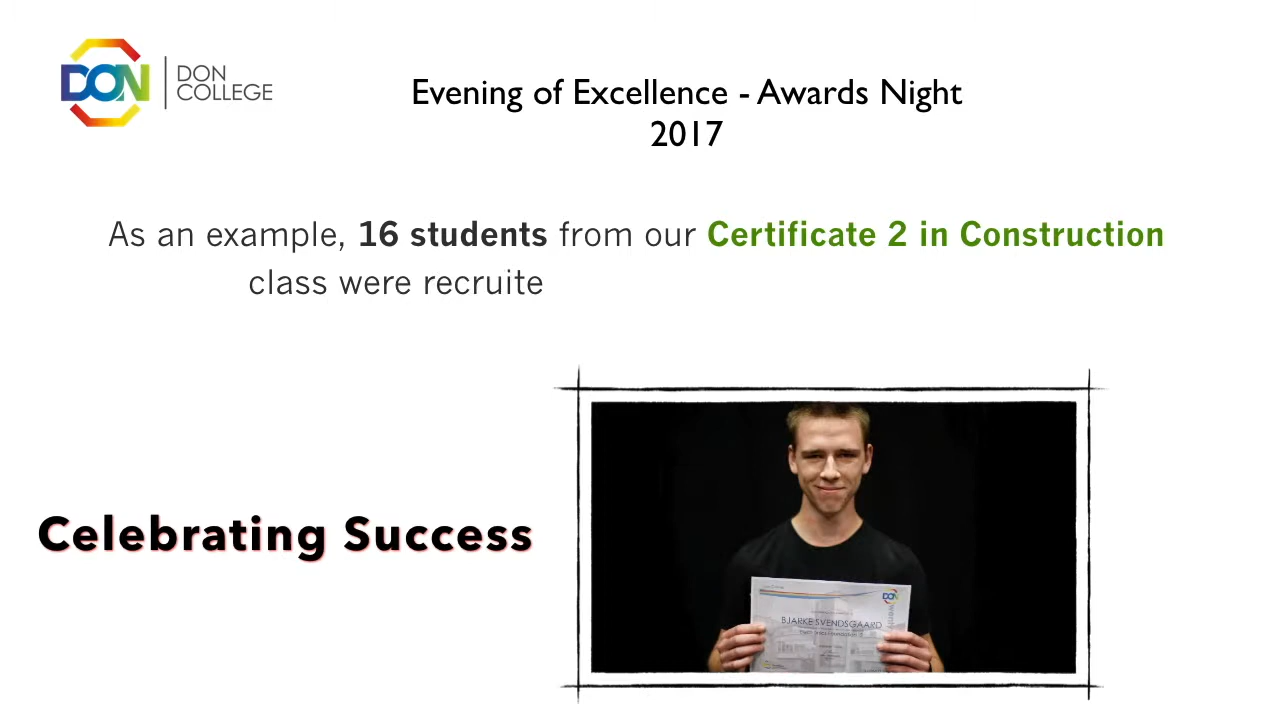 DON
DON
COLLEGE
Evening of Excellence - Awards Night
2017
As an example, 16 students from our Certificate 2 in Construction
class were recruite
Celebrating Success
DON
BJARKE SVENDSGAARD